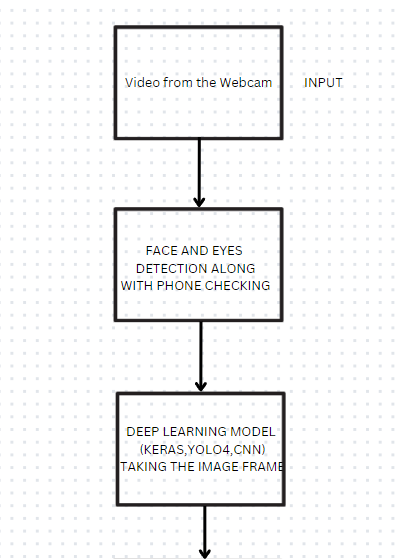 Video from the Webcam
INPUT
FACE AND EYES
DETECTION ALONG
WITH PHONE CHECKING
DEEP LEARNING MODEL
(KERAS,YOLO4,CNN)
TAKING THE IMAGE FRAME